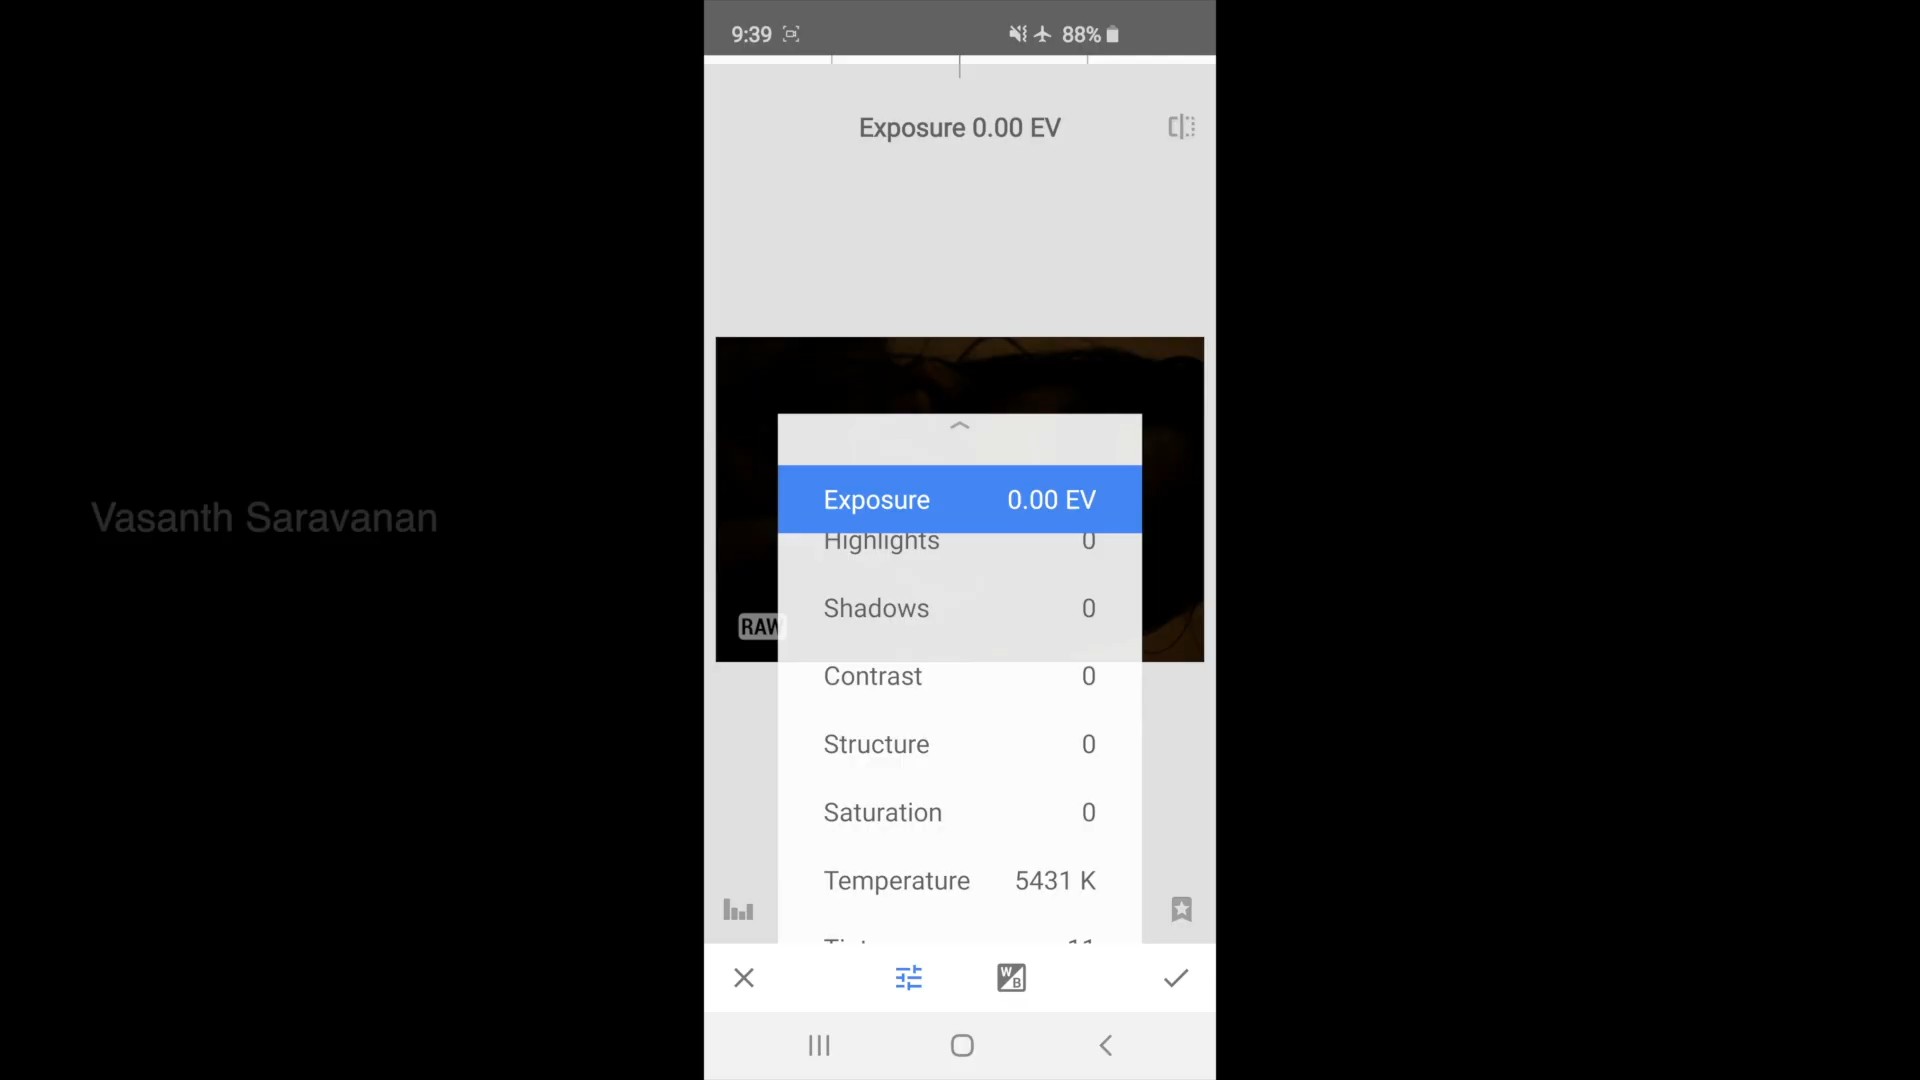 9:39 88%
Exposure 0.00 EV
Vasanth Saravanan
Exposure 0.00 EV
Highlights 0
Shadows 0
RAW
Contrast 0
Structure 0
Saturation 0
Temperature 5431 K
W B